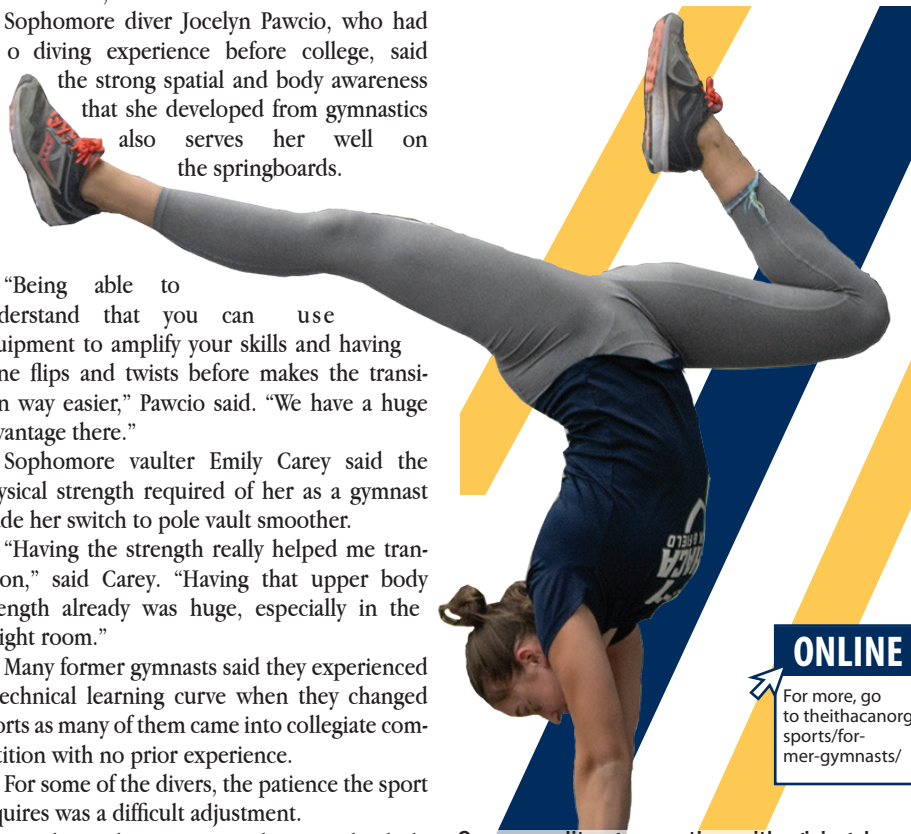 Sophomore diver Jocelyn Pawcio, who had
o diving experience before college, said
the strong spatial and body awareness
that she developed from gymnastics
also serves her well on
the springboards.
“Being able to
derstand that you can use
uipment to amplify your skills and having
ne flips and twists before makes the transi-
n way easier,” Pawcio said. “We have a huge
vantage there.”
Sophomore vaulter Emily Carey said the
ysical strength required of her as a gymnast
de her switch to pole vault smoother.
“Having the strength really helped me tran-
on,” said Carey. “Having that upper body
ength already was huge, especially in the
ight room.”
Many former gymnasts said they experienced
technical learning curve when they changed
orts as many of them came into collegiate com-
tition with no prior experience.
For some of the divers, the patience the sport
quires was a difficult adjustment.
ACA
& FIELD
ONLINE
For more, go
to theithacanorg
sports/for-
mer-gymnasts/